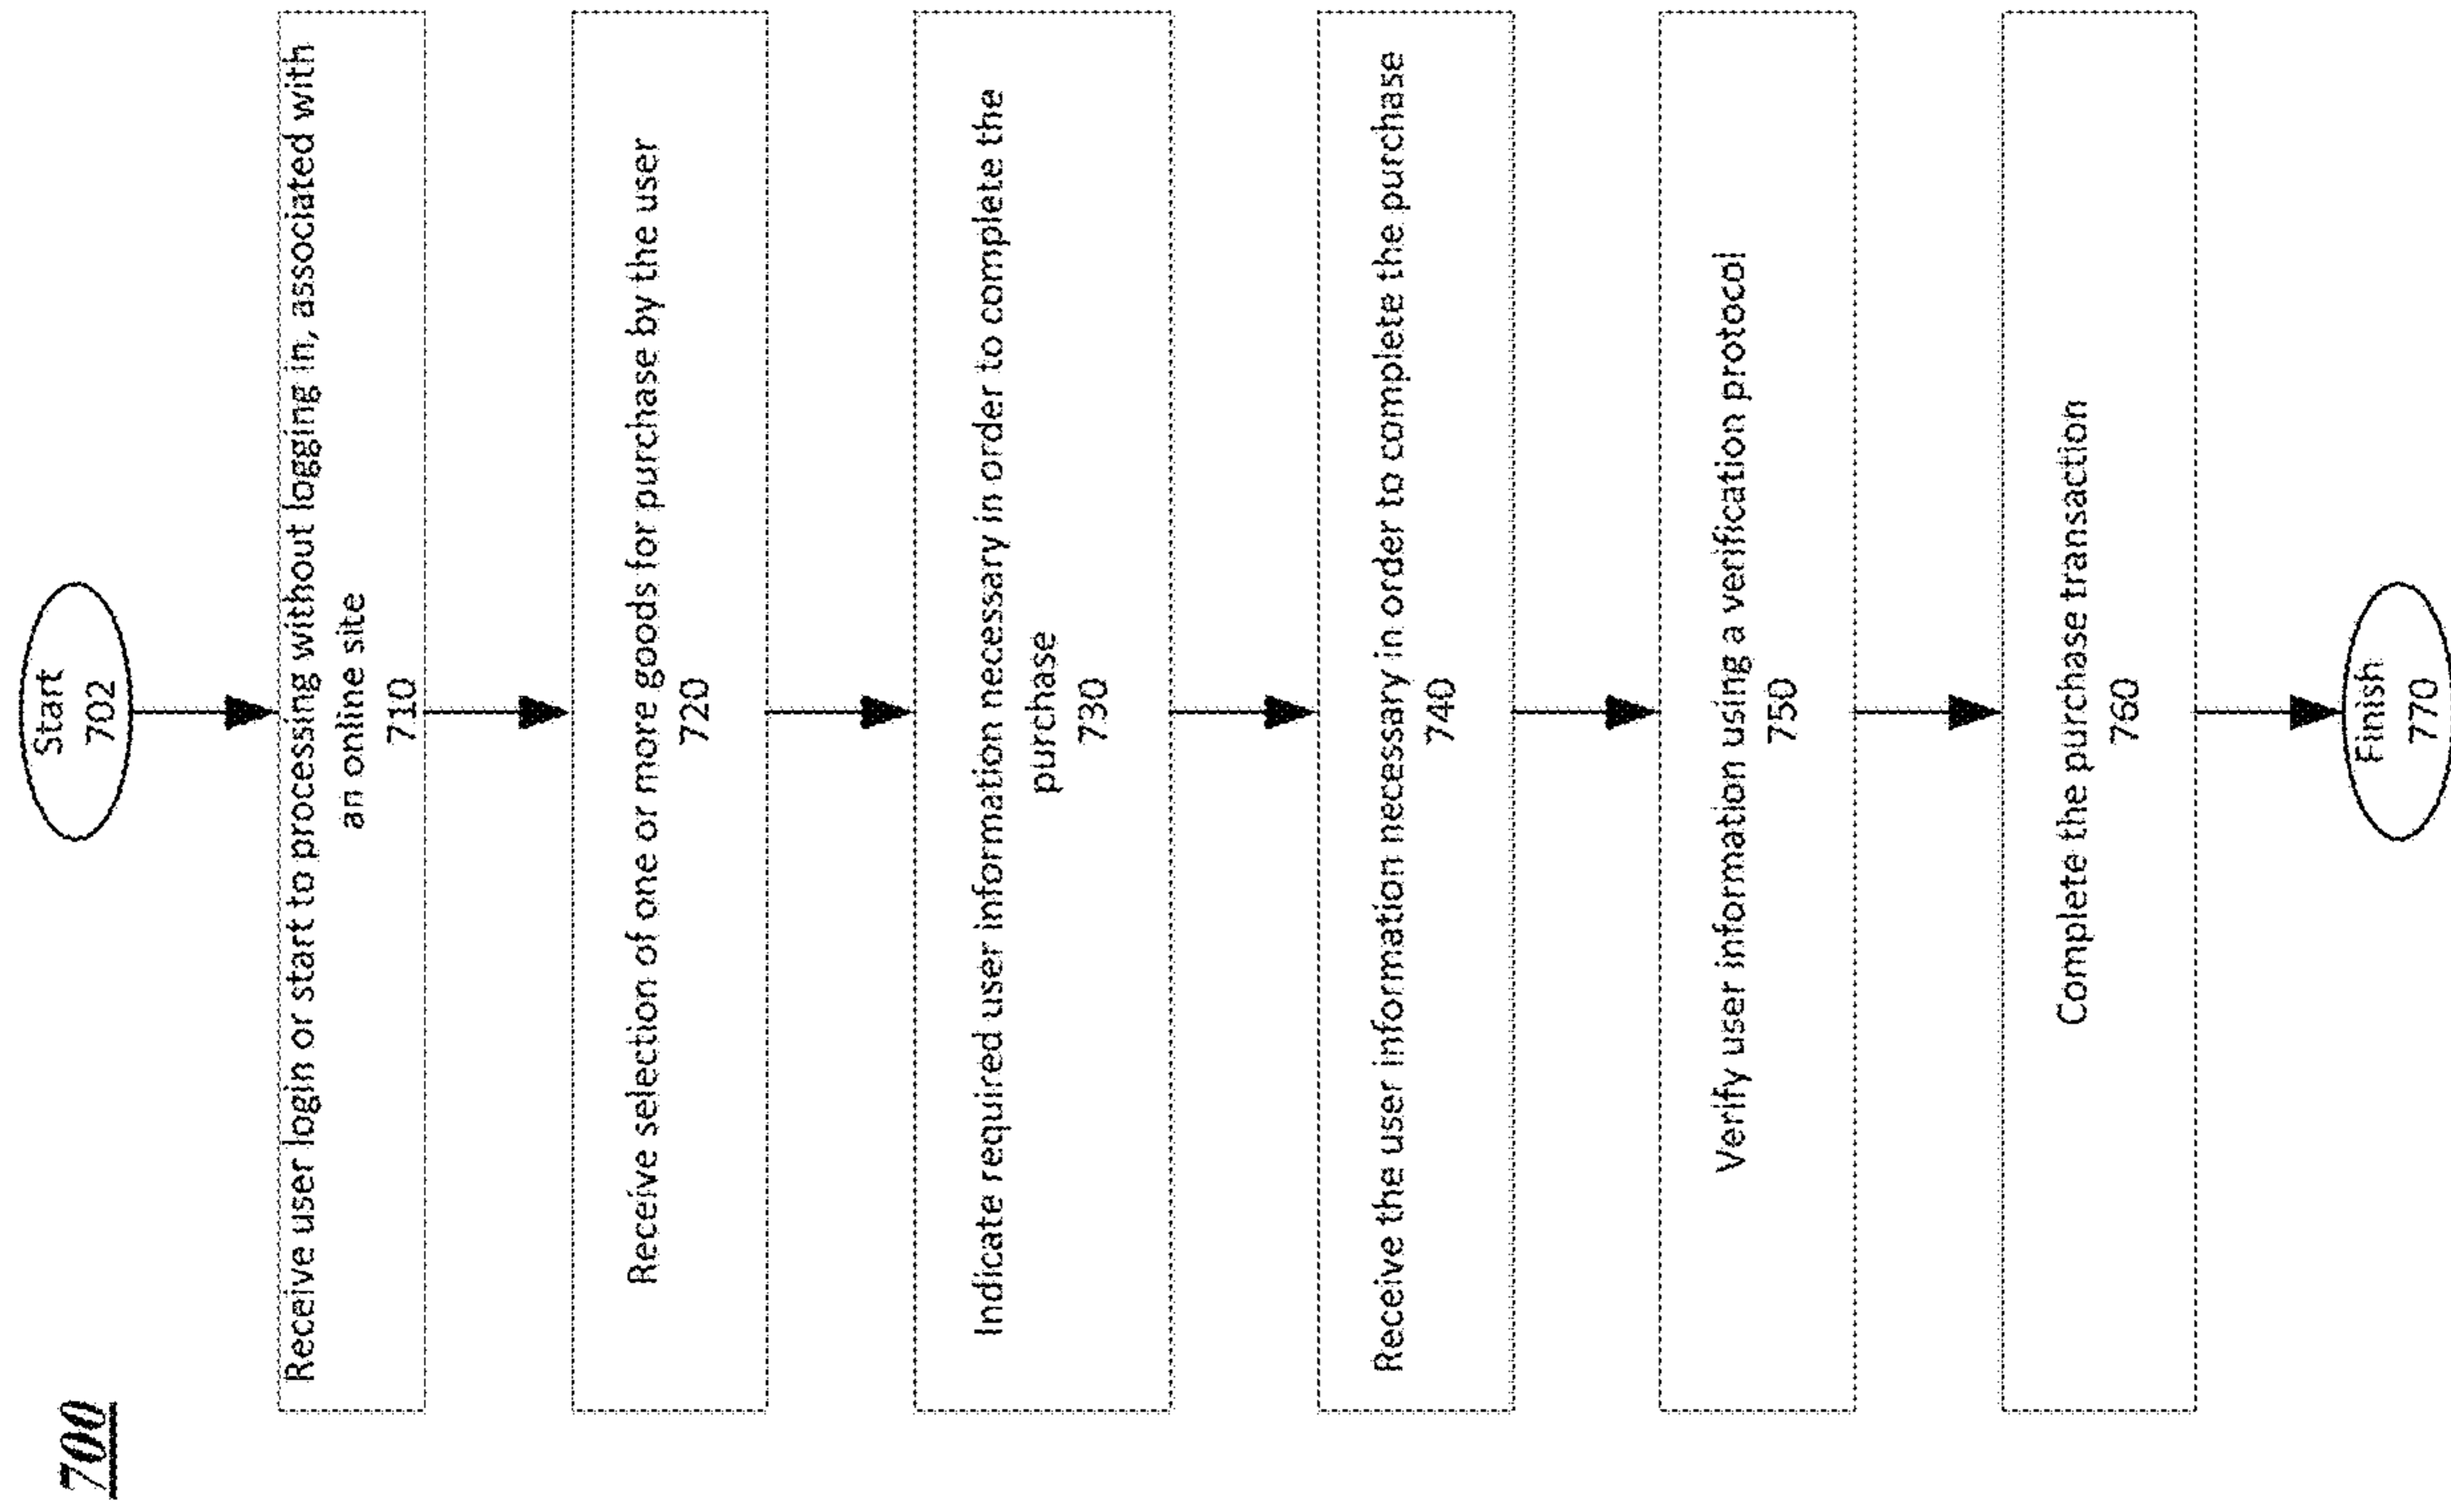 700
Start
702
Receive user login or start to processing without logging in, associated with
an online site
710
Receive selection of one or more goods for purchase by the user
720
Indicate required user information necessary in order to complete the
purchase
730
Receive the user information necessary in order to complete the purchase
740
Verify user information using a verification protocol
750
Complete the purchase transaction
760
Finish
770